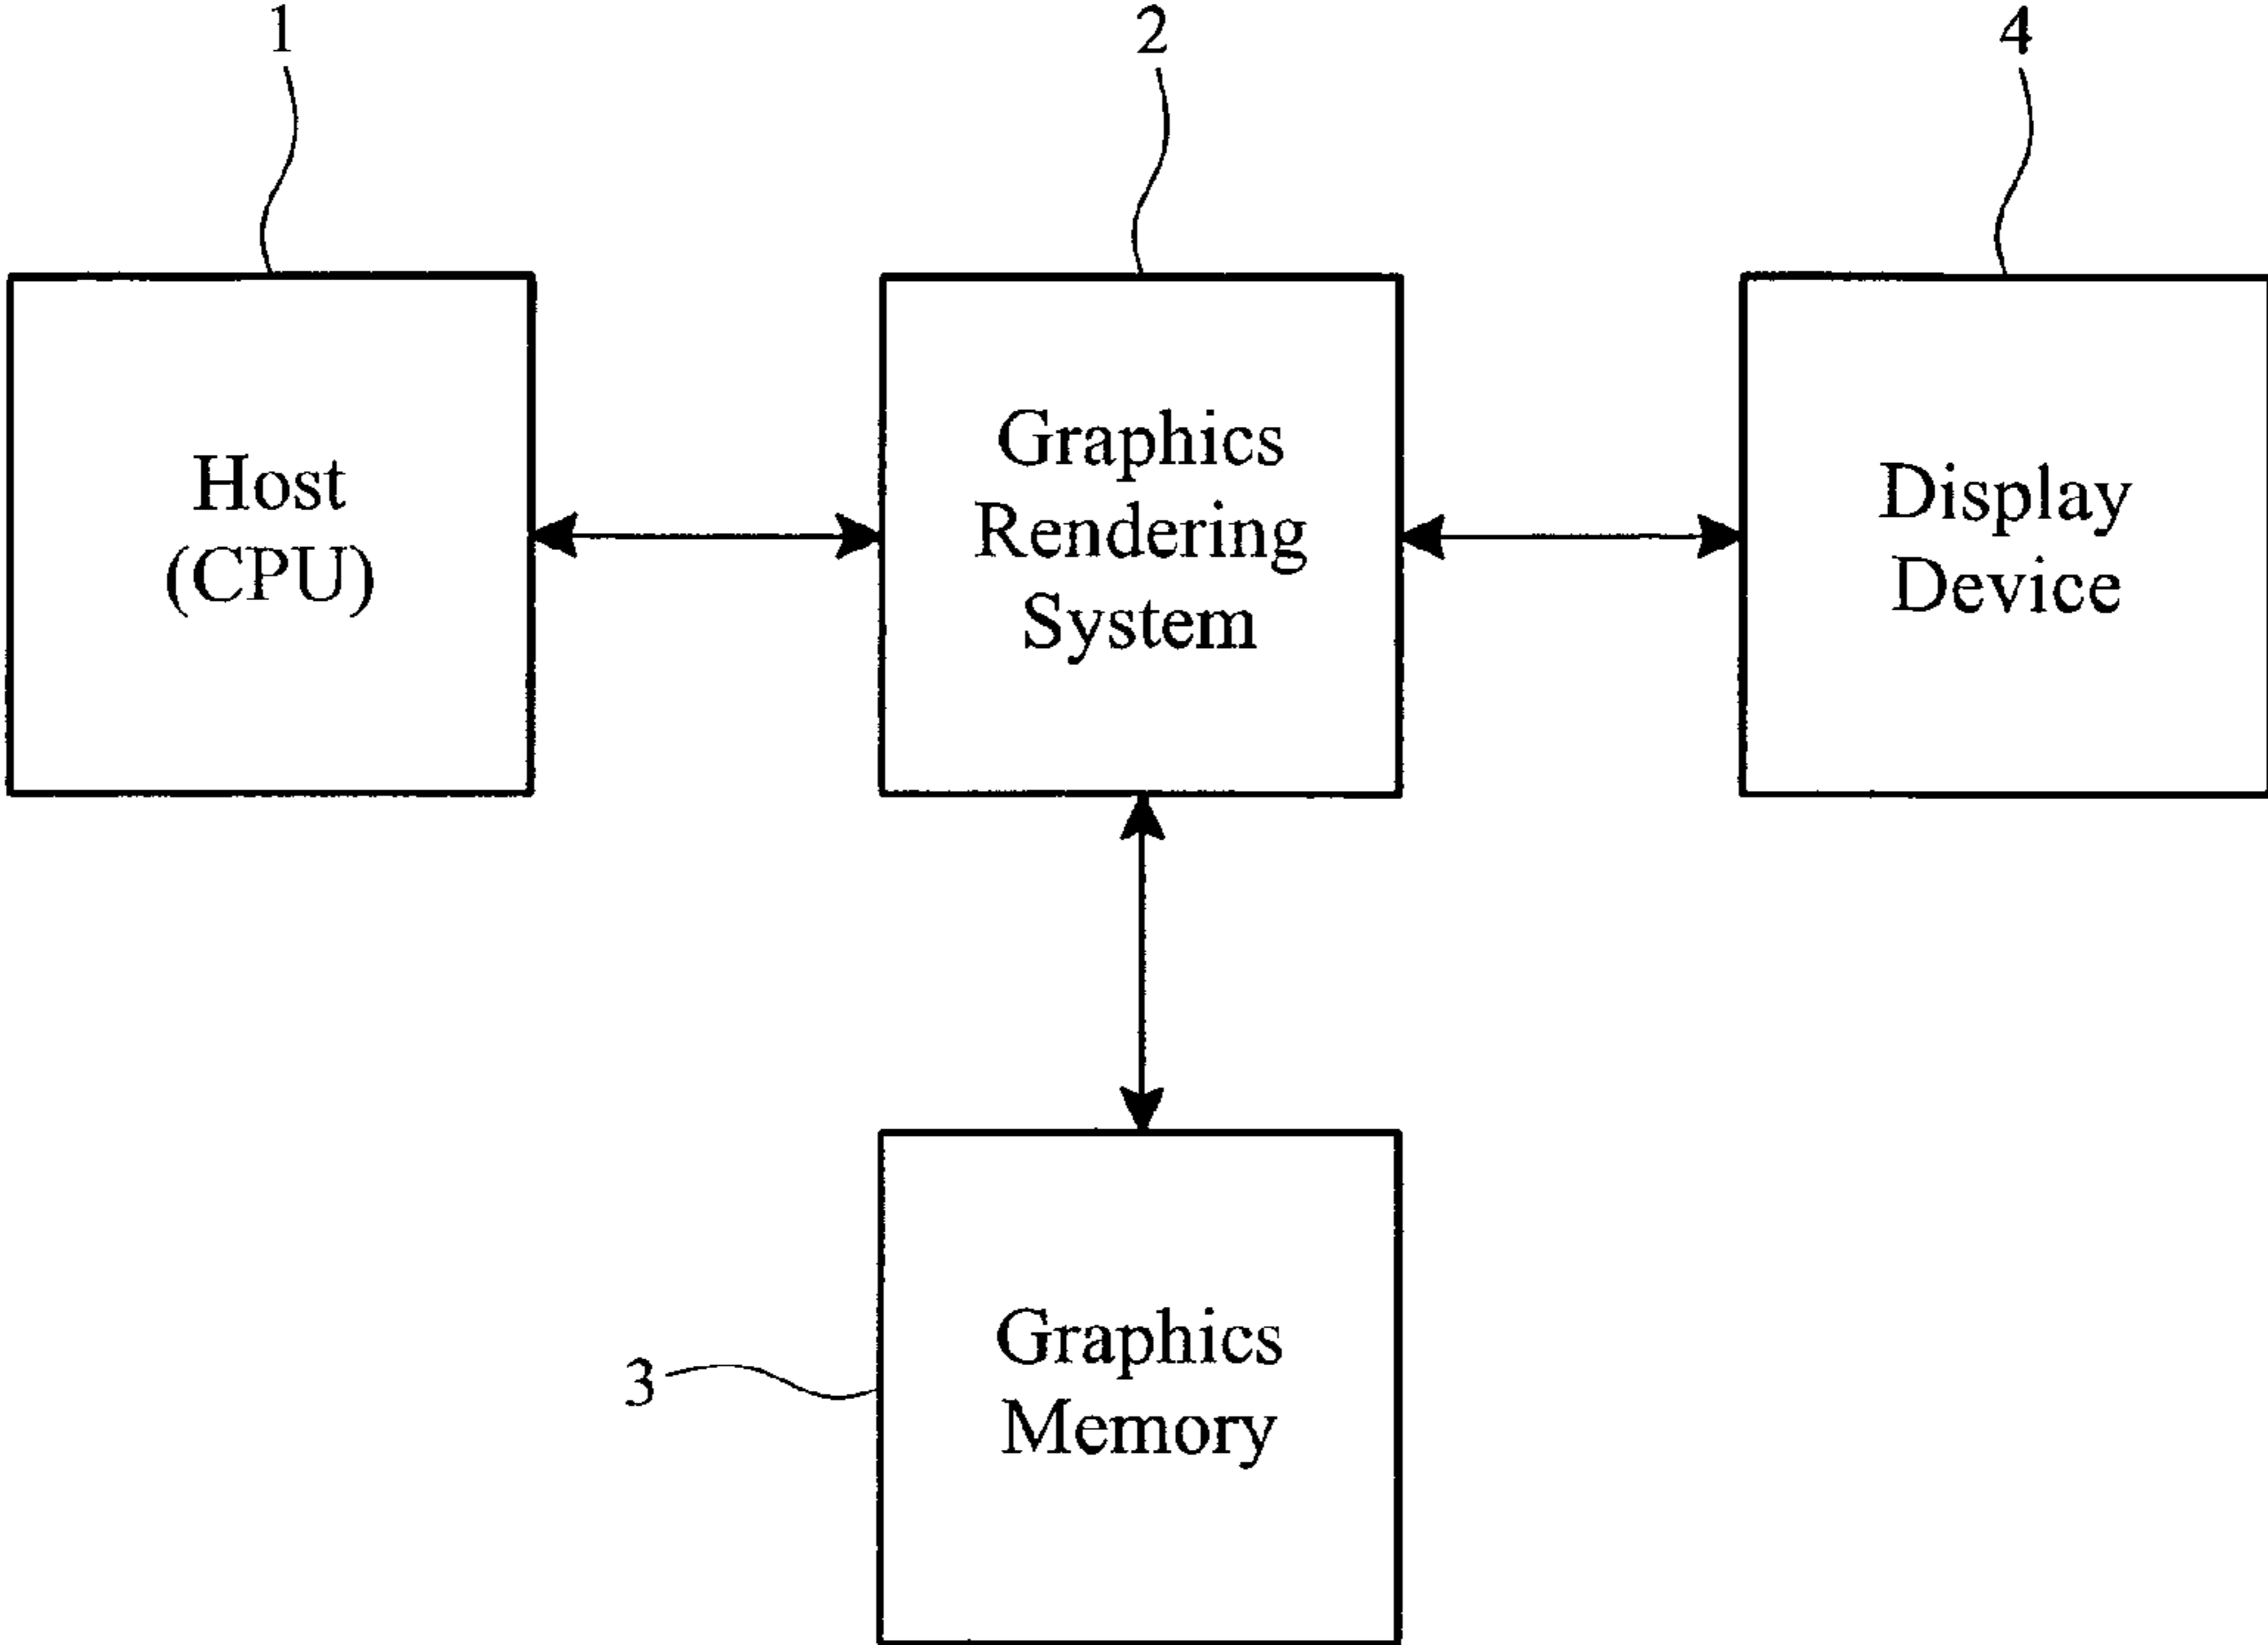 1
2
4
Host
(CPU)
Graphics
Rendering
System
Display
Device
3
Graphics
Memory